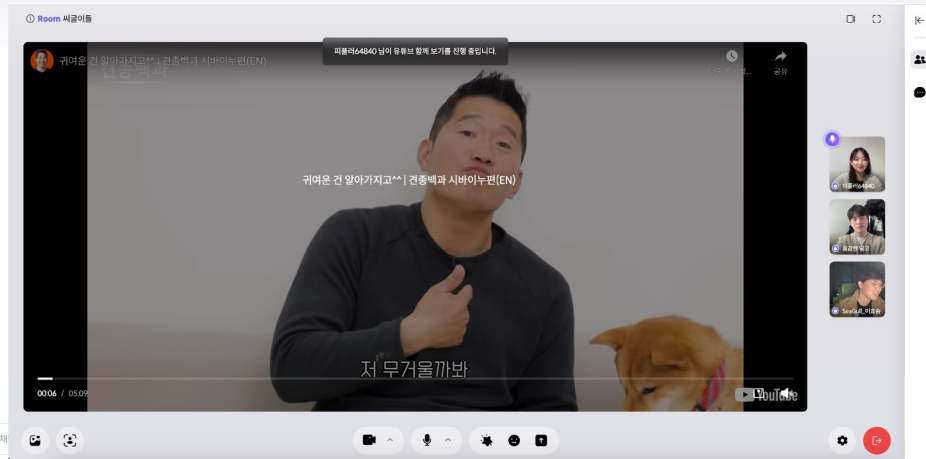 Room 씨굴이들
피플러64840 님이 유튜브 함께 보기를 진행 중입니다.
귀여운 건 알아가지고^^ | 견종백과 시바이누편(EN)
공유
귀여운 건 알아가지고^^ | 견종백과 시바이누편(EN)
피플러64840
SeaGull_이
저 무거울까봐
00:06 / 05:09
YouTube
채